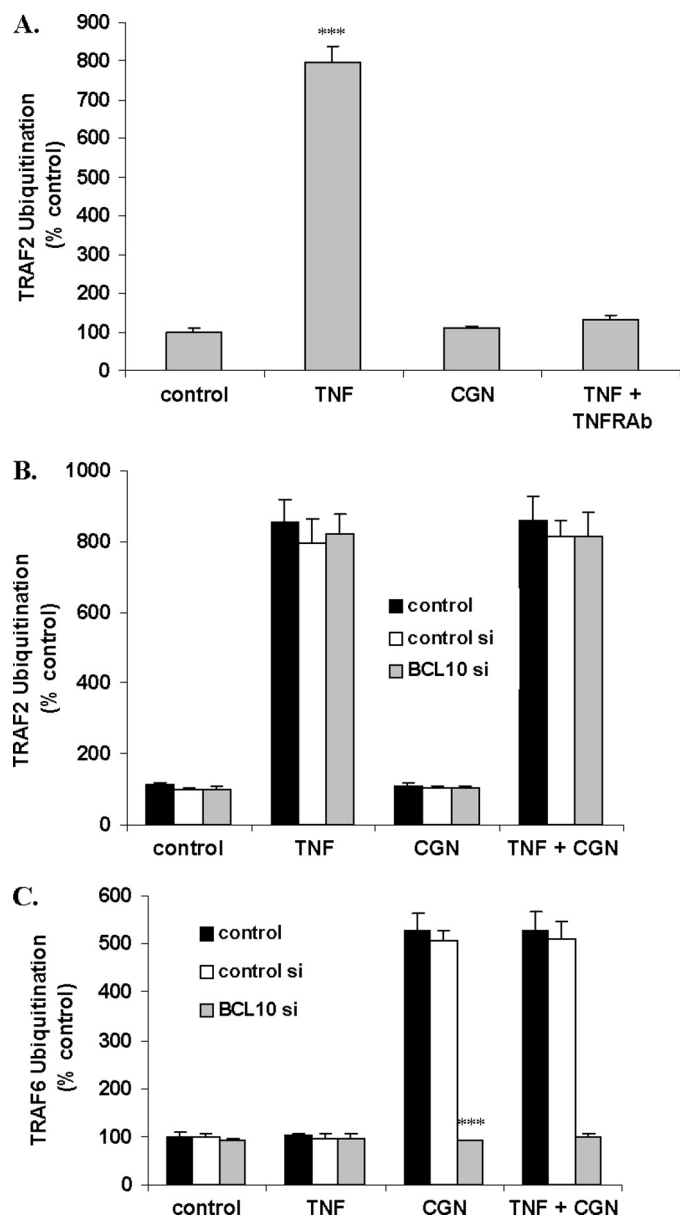 A.
900
800
700
600
500
400
300
200
100
0
TRAF2 Ubiquitination
(% control)
***
control TNF CGN TNF +
TNFRAb
B.
1000
800
600
400
200
0
TRAF2 Ubiquitination
(% control)
control
control si
BCL10 si
control TNF CGN TNF + CGN
C.
600
500
400
300
200
100
0
TRAF6 Ubiquitination
(% control)
control
control si
BCL10 si
***
control TNF CGN TNF + CGN